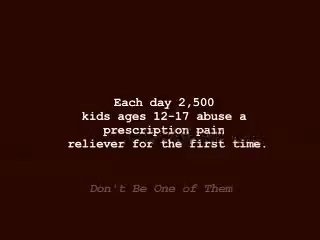 Each day 2,500
kids ages 12-17 abuse a
prescription pain
reliever for the first time.
Don't Be One of Them